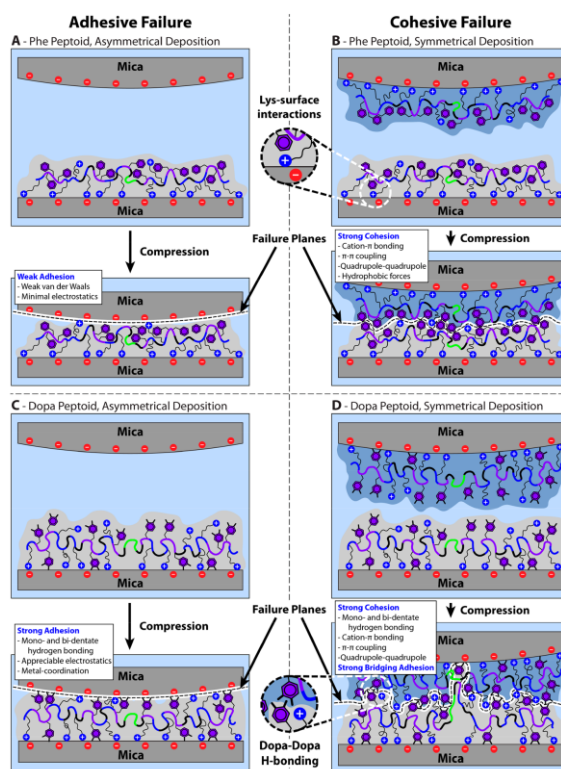 Adhesive Failure
Cohesive Failure
A - Phe Peptoid, Asymmetrical Deposition
B - Phe Peptoid, Symmetrical Deposition
Mica
Mica
Lys-surface
interactions
Mica
Mica
Compression
Failure Planes
Compression
Weak Adhesion
- Weak van der Waals
- Minimal electrostatics
Strong Cohesion
- Cation-π bonding
- π-π coupling
-Quadrupole-quadrupole
- Hydrophobic forces
Mica
Mica
Mica
Mica
C - Dopa Peptoid, Asymmetrical Deposition
D - Dopa Peptoid, Symmetrical Deposition
Mica
Mica
Mica
Mica
Compression
Failure Planes
Compression
Strong Adhesion
- Mono- and bi-dentate
hydrogen bonding
- Appreciable electrostatics
- Metal-coordination
Strong Cohesion
- Mono- and bi-dentate
hydrogen bonding
- Cation-π bonding
- π-π coupling
-Quadrupole-quadrupole
Strong Bridging Adhesion
Mica
Mica
Dopa-Dopa
H-bonding
Mica
Mica